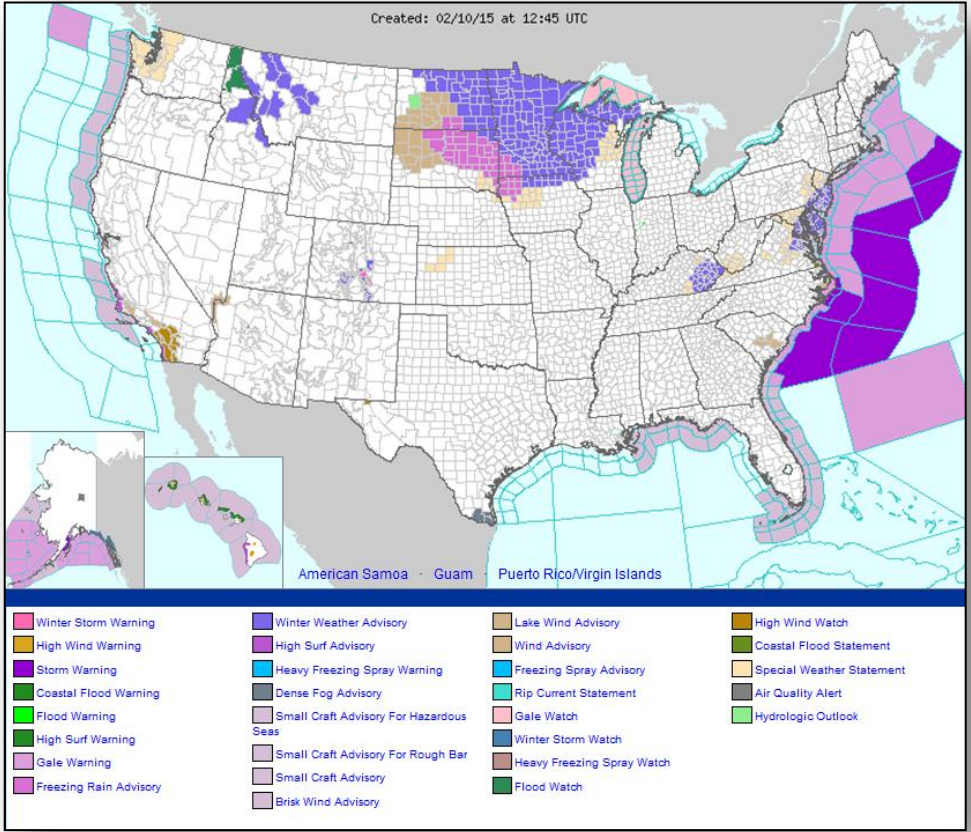 Created: 02/10/15 at 12:45 UTC
American Samoa - Guam - Puerto Rico/Virgin Islands
Winter Storm Warning
High Wind Warning
Storm Warning
Coastal Flood Warning
Flood Warning
High Surf Warning
Gale Warning
Freezing Rain Advisory
Winter Weather Advisory
High Surf Advisory
Heavy Freezing Spray Warning
Dense Fog Advisory
Small Craft Advisory For Hazardous
Seas
Small Craft Advisory For Rough Bar
Small Craft Advisory
Brisk Wind Advisory
Lake Wind Advisory
Wind Advisory
Freezing Spray Advisory
Rip Current Statement
Gale Watch
Winter Storm Watch
Heavy Freezing Spray Watch
Flood Watch
High Wind Watch
Coastal Flood Statement
Special Weather Statement
Air Quality Alert
Hydrologic Outlook